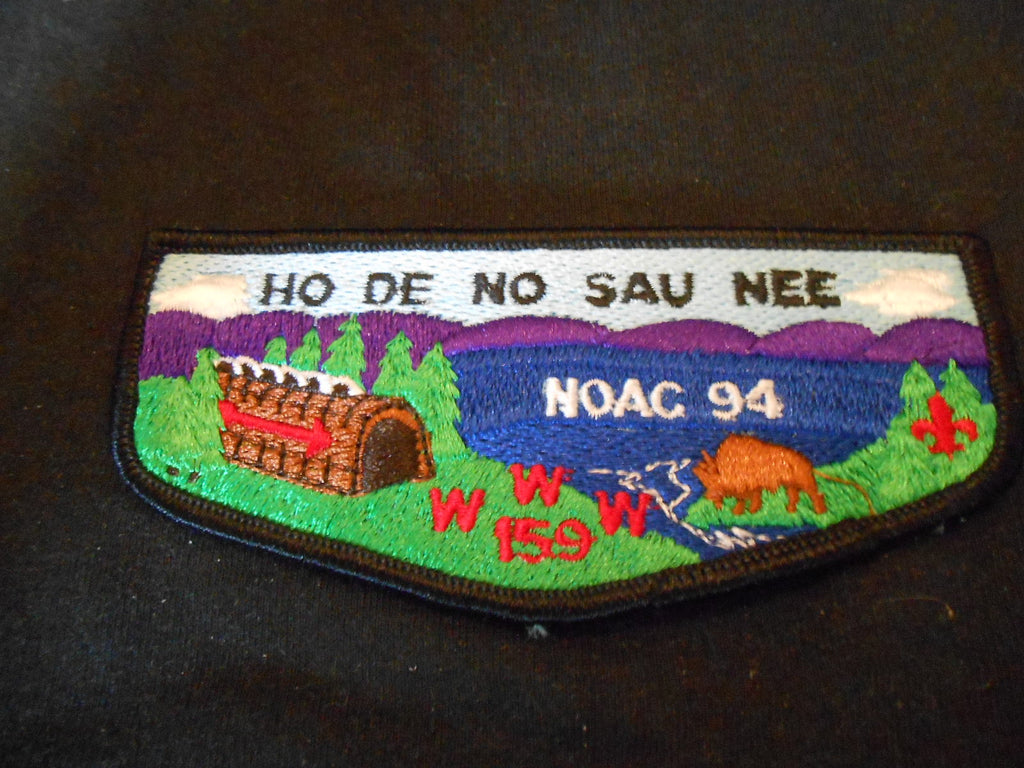 HO DE NO SAU NEE
NOAC 94
W W W
159